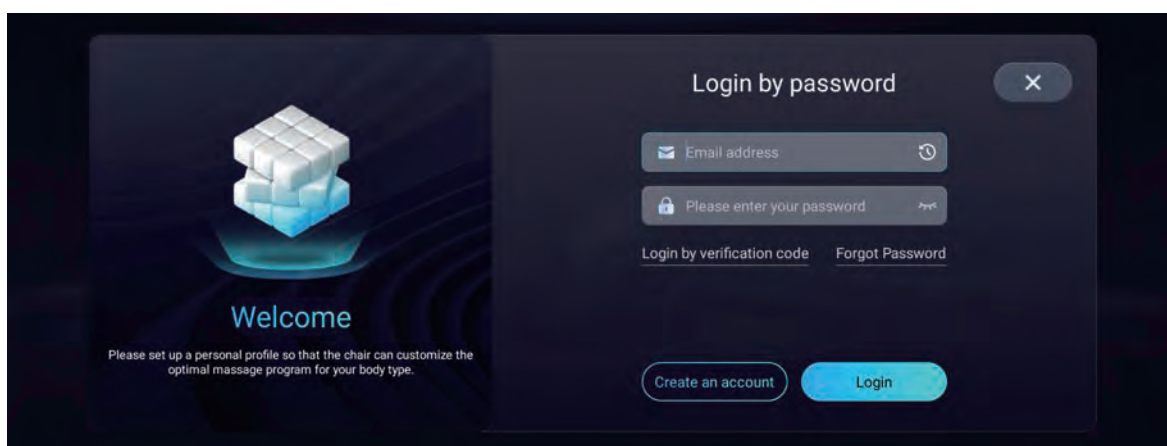 Login by password
Email address
Please enter your password
Login by verification code Forgot Password
Welcome
Please set up a personal profile so that the chair can customize the
optimal massage program for your body type.
Create an account Login